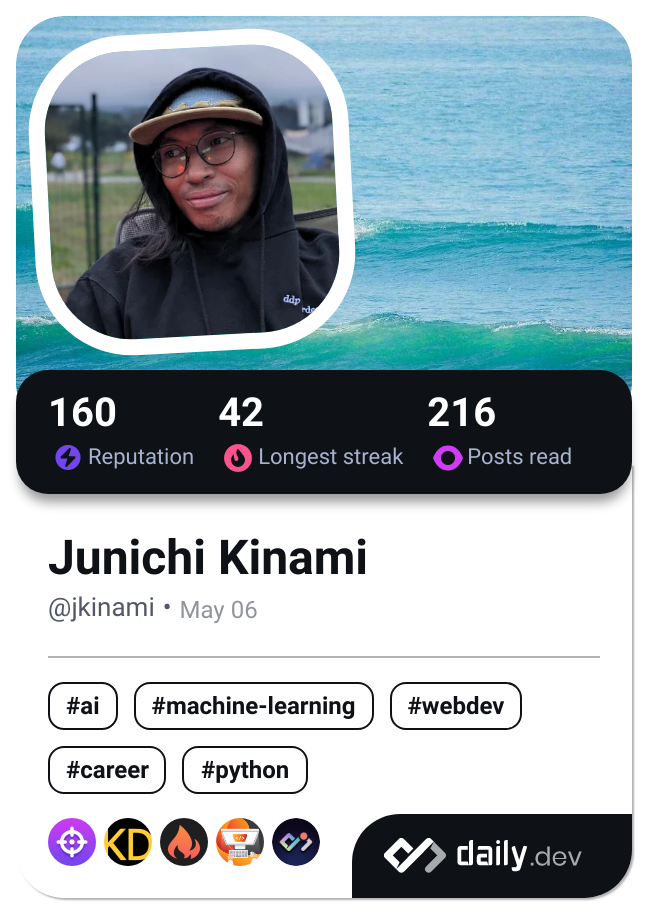 ddp
160
42
216
Reputation
Longest streak
Posts read
Junichi Kinami
@jkinami • May 06
#ai
#machine-learning
#webdev
#career
#python
KD
daily.dev